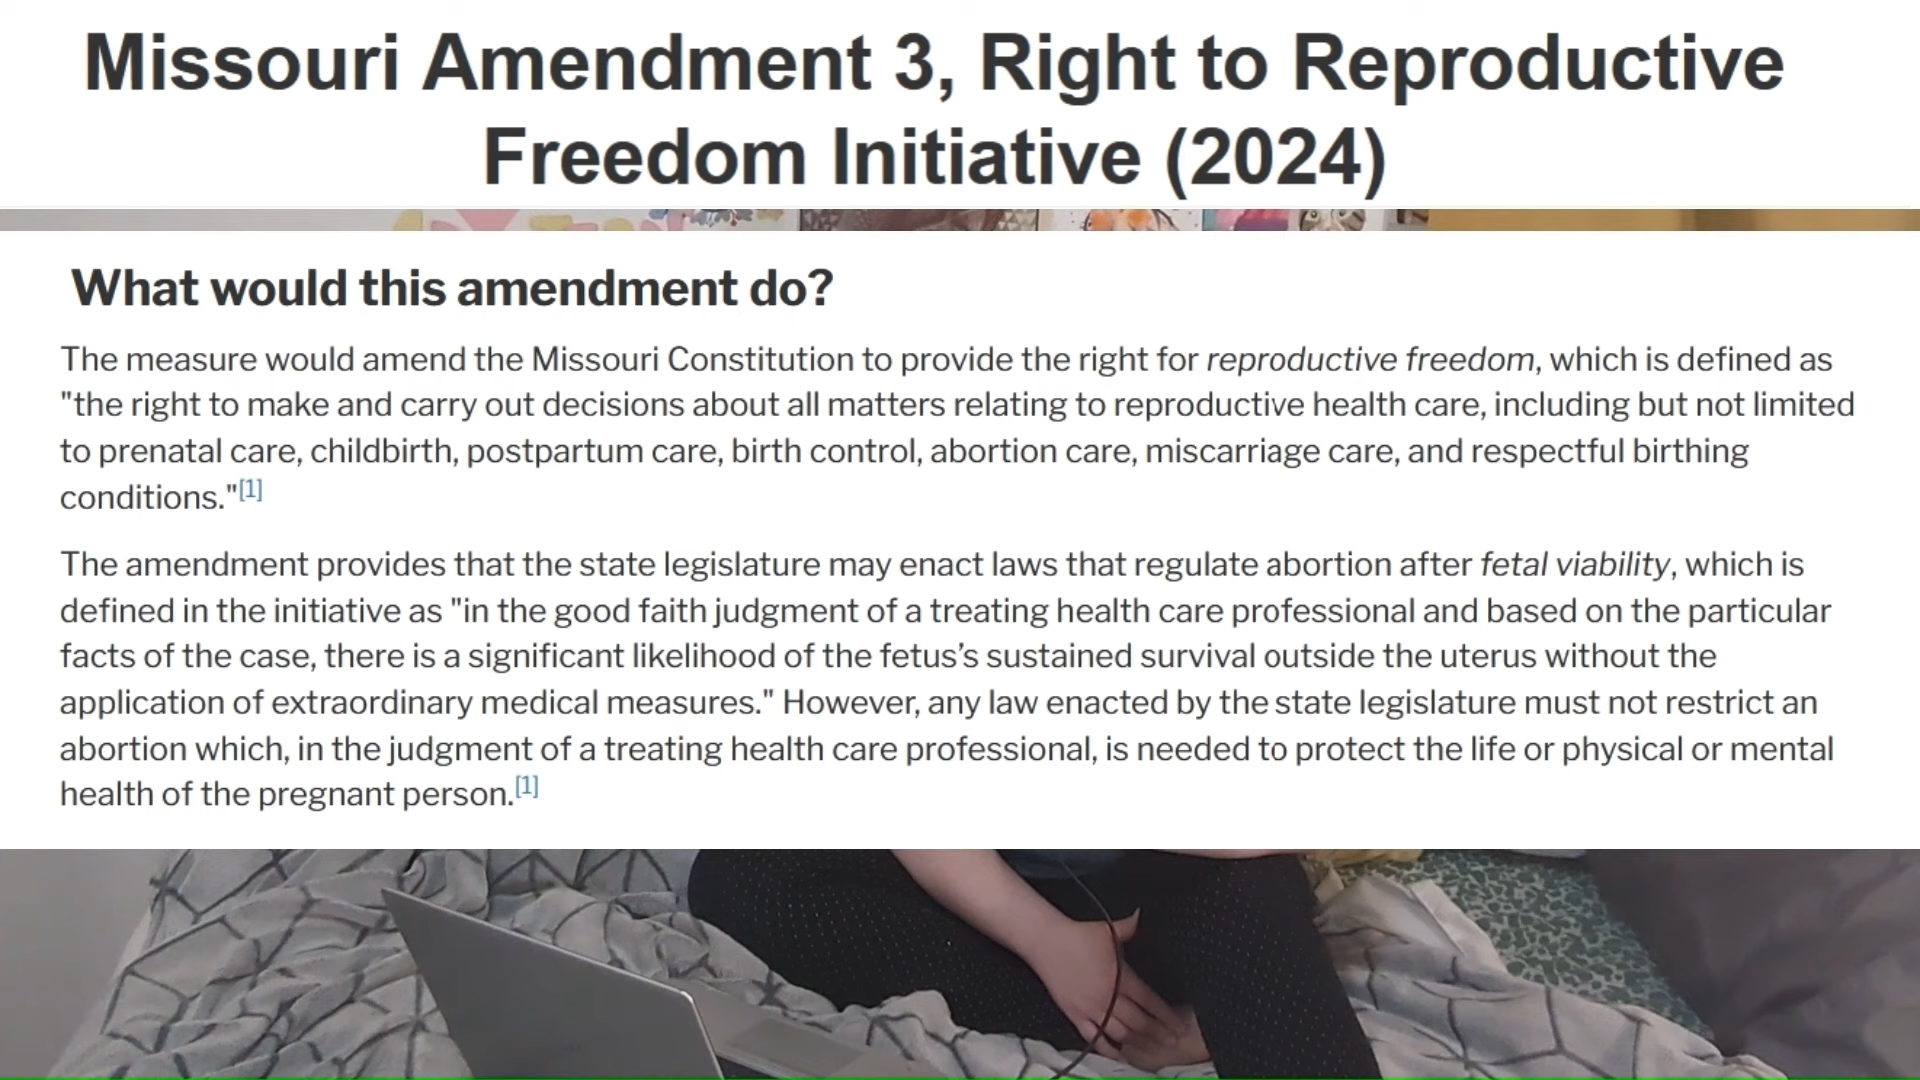 Missouri Amendment 3, Right to Reproductive
Freedom Initiative (2024)
What would this amendment do?
The measure would amend the Missouri Constitution to provide the right for reproductive freedom, which is defined as
"the right to make and carry out decisions about all matters relating to reproductive health care, including but not limited
to prenatal care, childbirth, postpartum care, birth control, abortion care, miscarriage care, and respectful birthing
conditions."[1]
The amendment provides that the state legislature may enact laws that regulate abortion after fetal viability, which is
defined in the initiative as "in the good faith judgment of a treating health care professional and based on the particular
facts of the case, there is a significant likelihood of the fetus’s sustained survival outside the uterus without the
application of extraordinary medical measures." However, any law enacted by the state legislature must not restrict an
abortion which, in the judgment of a treating health care professional, is needed to protect the life or physical or mental
health of the pregnant person.[1]